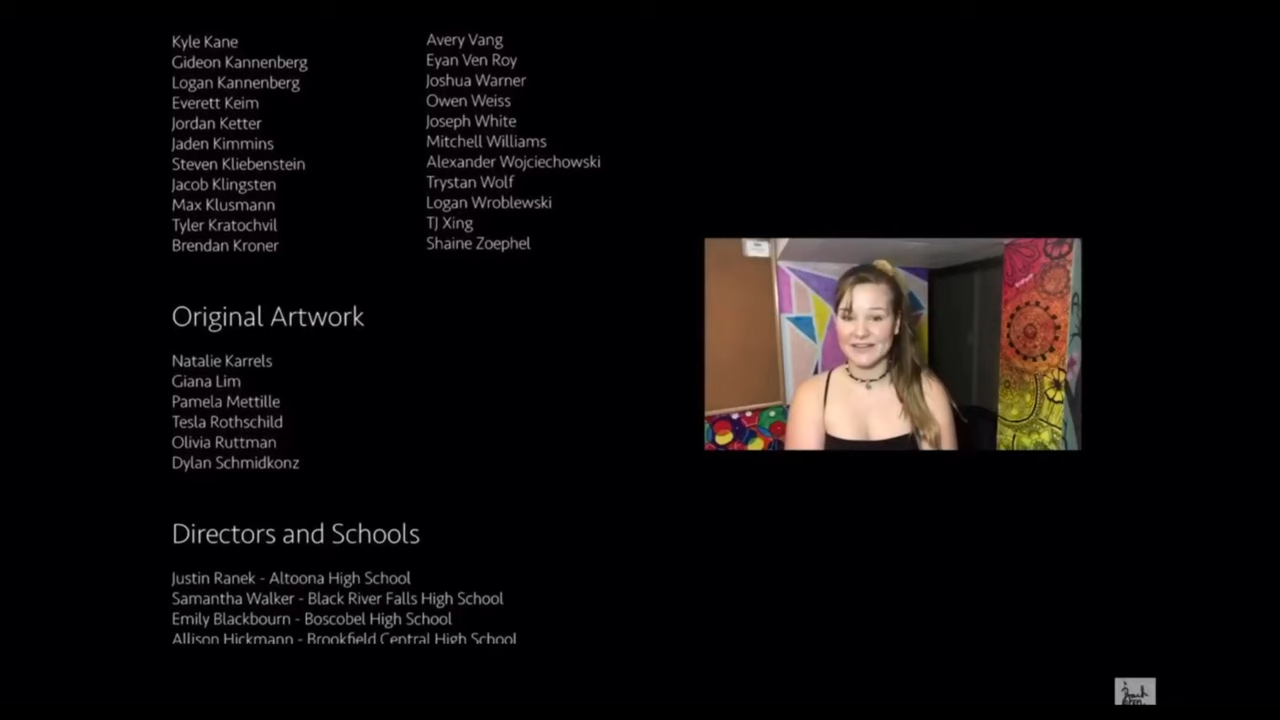 Kyle Kane
Gideon Kannenberg
Logan Kannenberg
Everett Keim
Jordan Ketter
Jaden Kimmins
Steven Kliebenstein
Jacob Klingsten
Max Klusmann
Tyler Kratochvil
Brendan Kroner
Avery Vang
Eyan Ven Roy
Joshua Warner
Owen Weiss
Joseph White
Mitchell Williams
Alexander Wojciechowski
Trystan Wolf
Logan Wroblewski
TJ Xing
Shaine Zoephel
Original Artwork
Natalie Karrels
Giana Lim
Pamela Mettille
Tesla Rothschild
Olivia Ruttman
Dylan Schmidkonz
Directors and Schools
Justin Ranek - Altoona High School
Samantha Walker - Black River Falls High School
Emily Blackbourn - Boscobel High School
Allison Hickmann - Brookfield Central High School